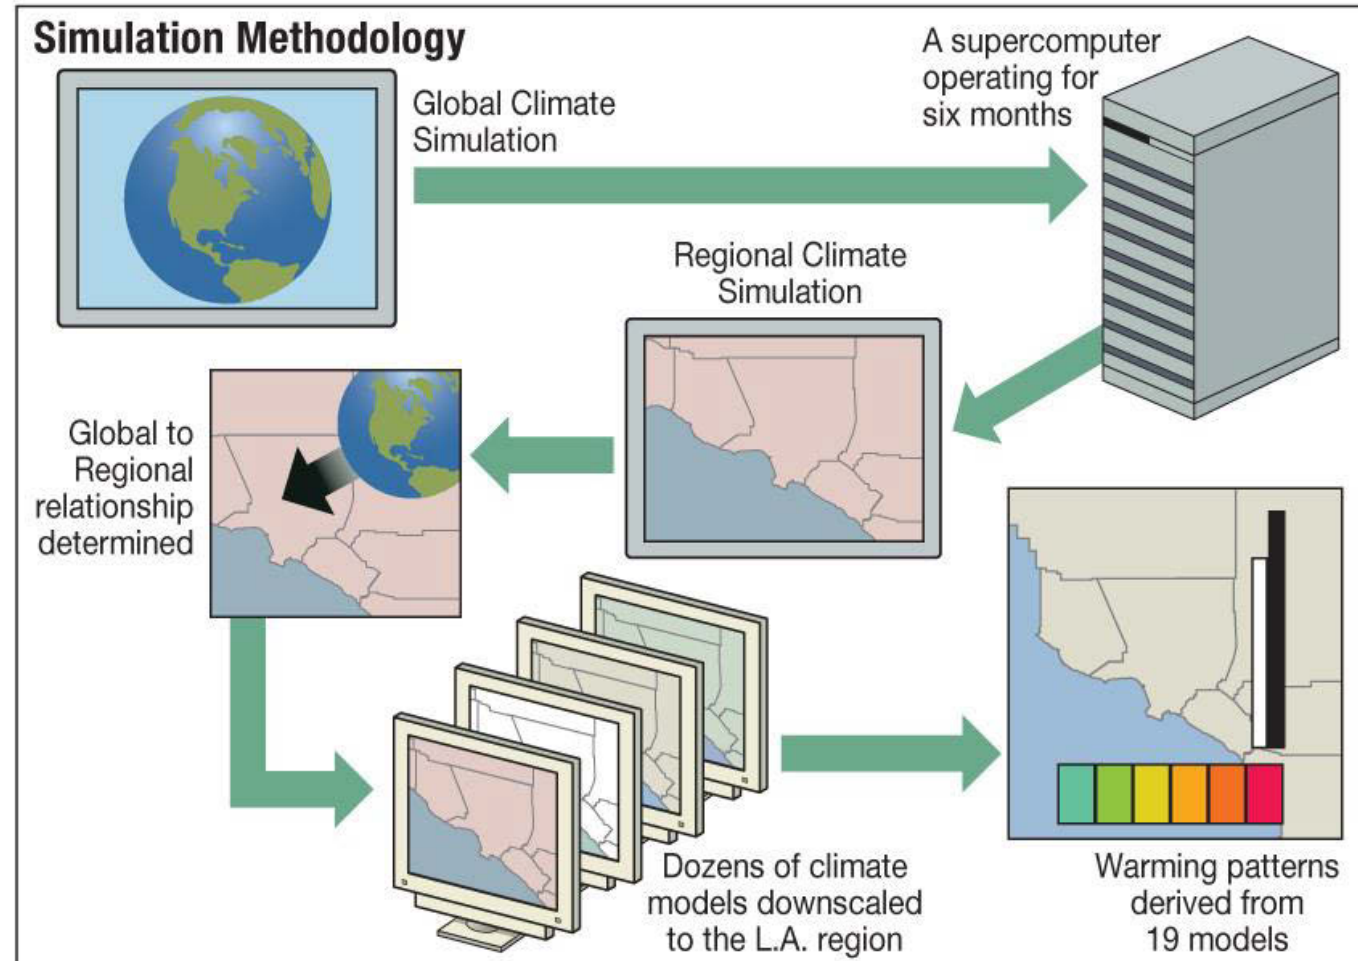 Simulation Methodology
Global Climate
Simulation
A supercomputer
operating for
six months
Regional Climate
Simulation
Global to
Regional
relationship
determined
Dozens of climate
models downscaled
to the L.A. region
Warming patterns
derived from
19 models